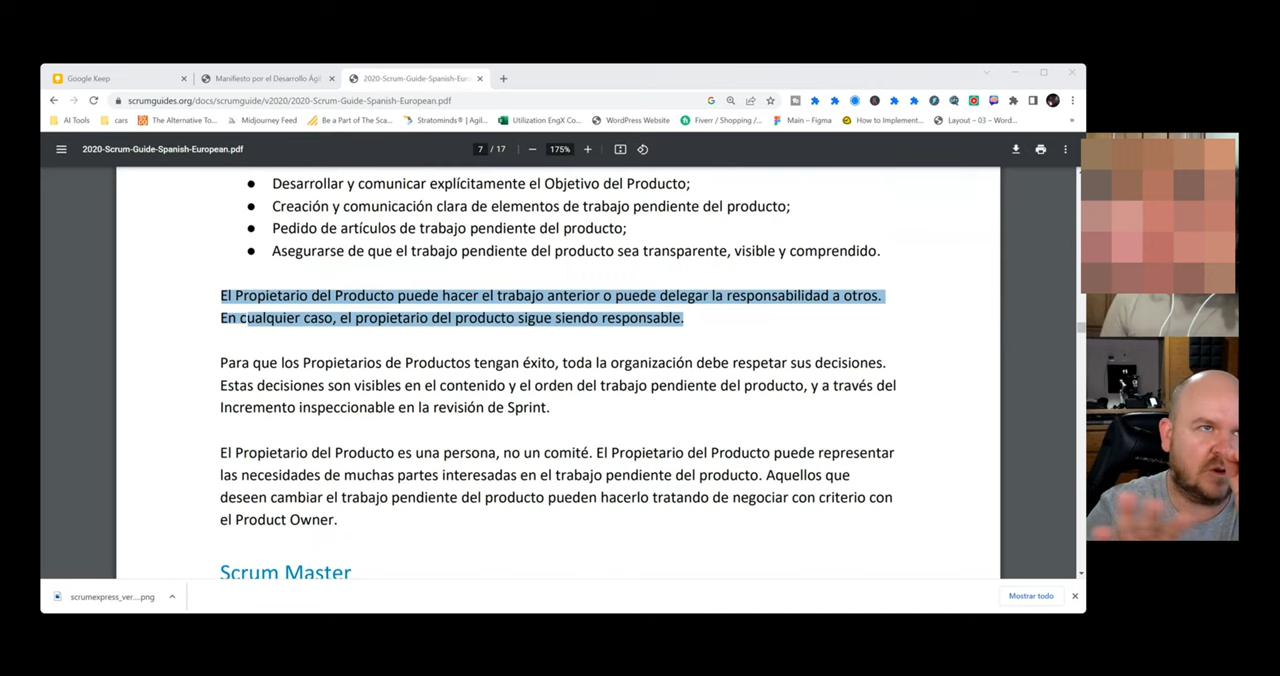 Google Keep
Manifiesto por el Desarrollo Ágil
2020-Scrum-Guide-Spanish-Euro
scrumguides.org/docs/scrumguide/v2020/2020-Scrum-Guide-Spanish-European.pdf
AI Tools
cars
The Alternative To...
Midjourney Feed
Be a Part of The Sca...
Stratominds® | Agil...
Utilization EngX Co...
WordPress Website
Fiverr / Shopping /...
Main – Figma
How to Implement...
Layout – 03 – Word...
»
2020-Scrum-Guide-Spanish-European.pdf
7 / 17
175%
● Desarrollar y comunicar explícitamente el Objetivo del Producto;
● Creación y comunicación clara de elementos de trabajo pendiente del producto;
● Pedido de artículos de trabajo pendiente del producto;
● Asegurarse de que el trabajo pendiente del producto sea transparente, visible y comprendido.
El Propietario del Producto puede hacer el trabajo anterior o puede delegar la responsabilidad a otros.
En cualquier caso, el propietario del producto sigue siendo responsable.
Para que los Propietarios de Productos tengan éxito, toda la organización debe respetar sus decisiones.
Estas decisiones son visibles en el contenido y el orden del trabajo pendiente del producto, y a través del
Incremento inspeccionable en la revisión de Sprint.
El Propietario del Producto es una persona, no un comité. El Propietario del Producto puede representar
las necesidades de muchas partes interesadas en el trabajo pendiente del producto. Aquellos que
deseen cambiar el trabajo pendiente del producto pueden hacerlo tratando de negociar con criterio con
el Product Owner.
Scrum Master
scrumexpress_ver....png
Mostrar todo